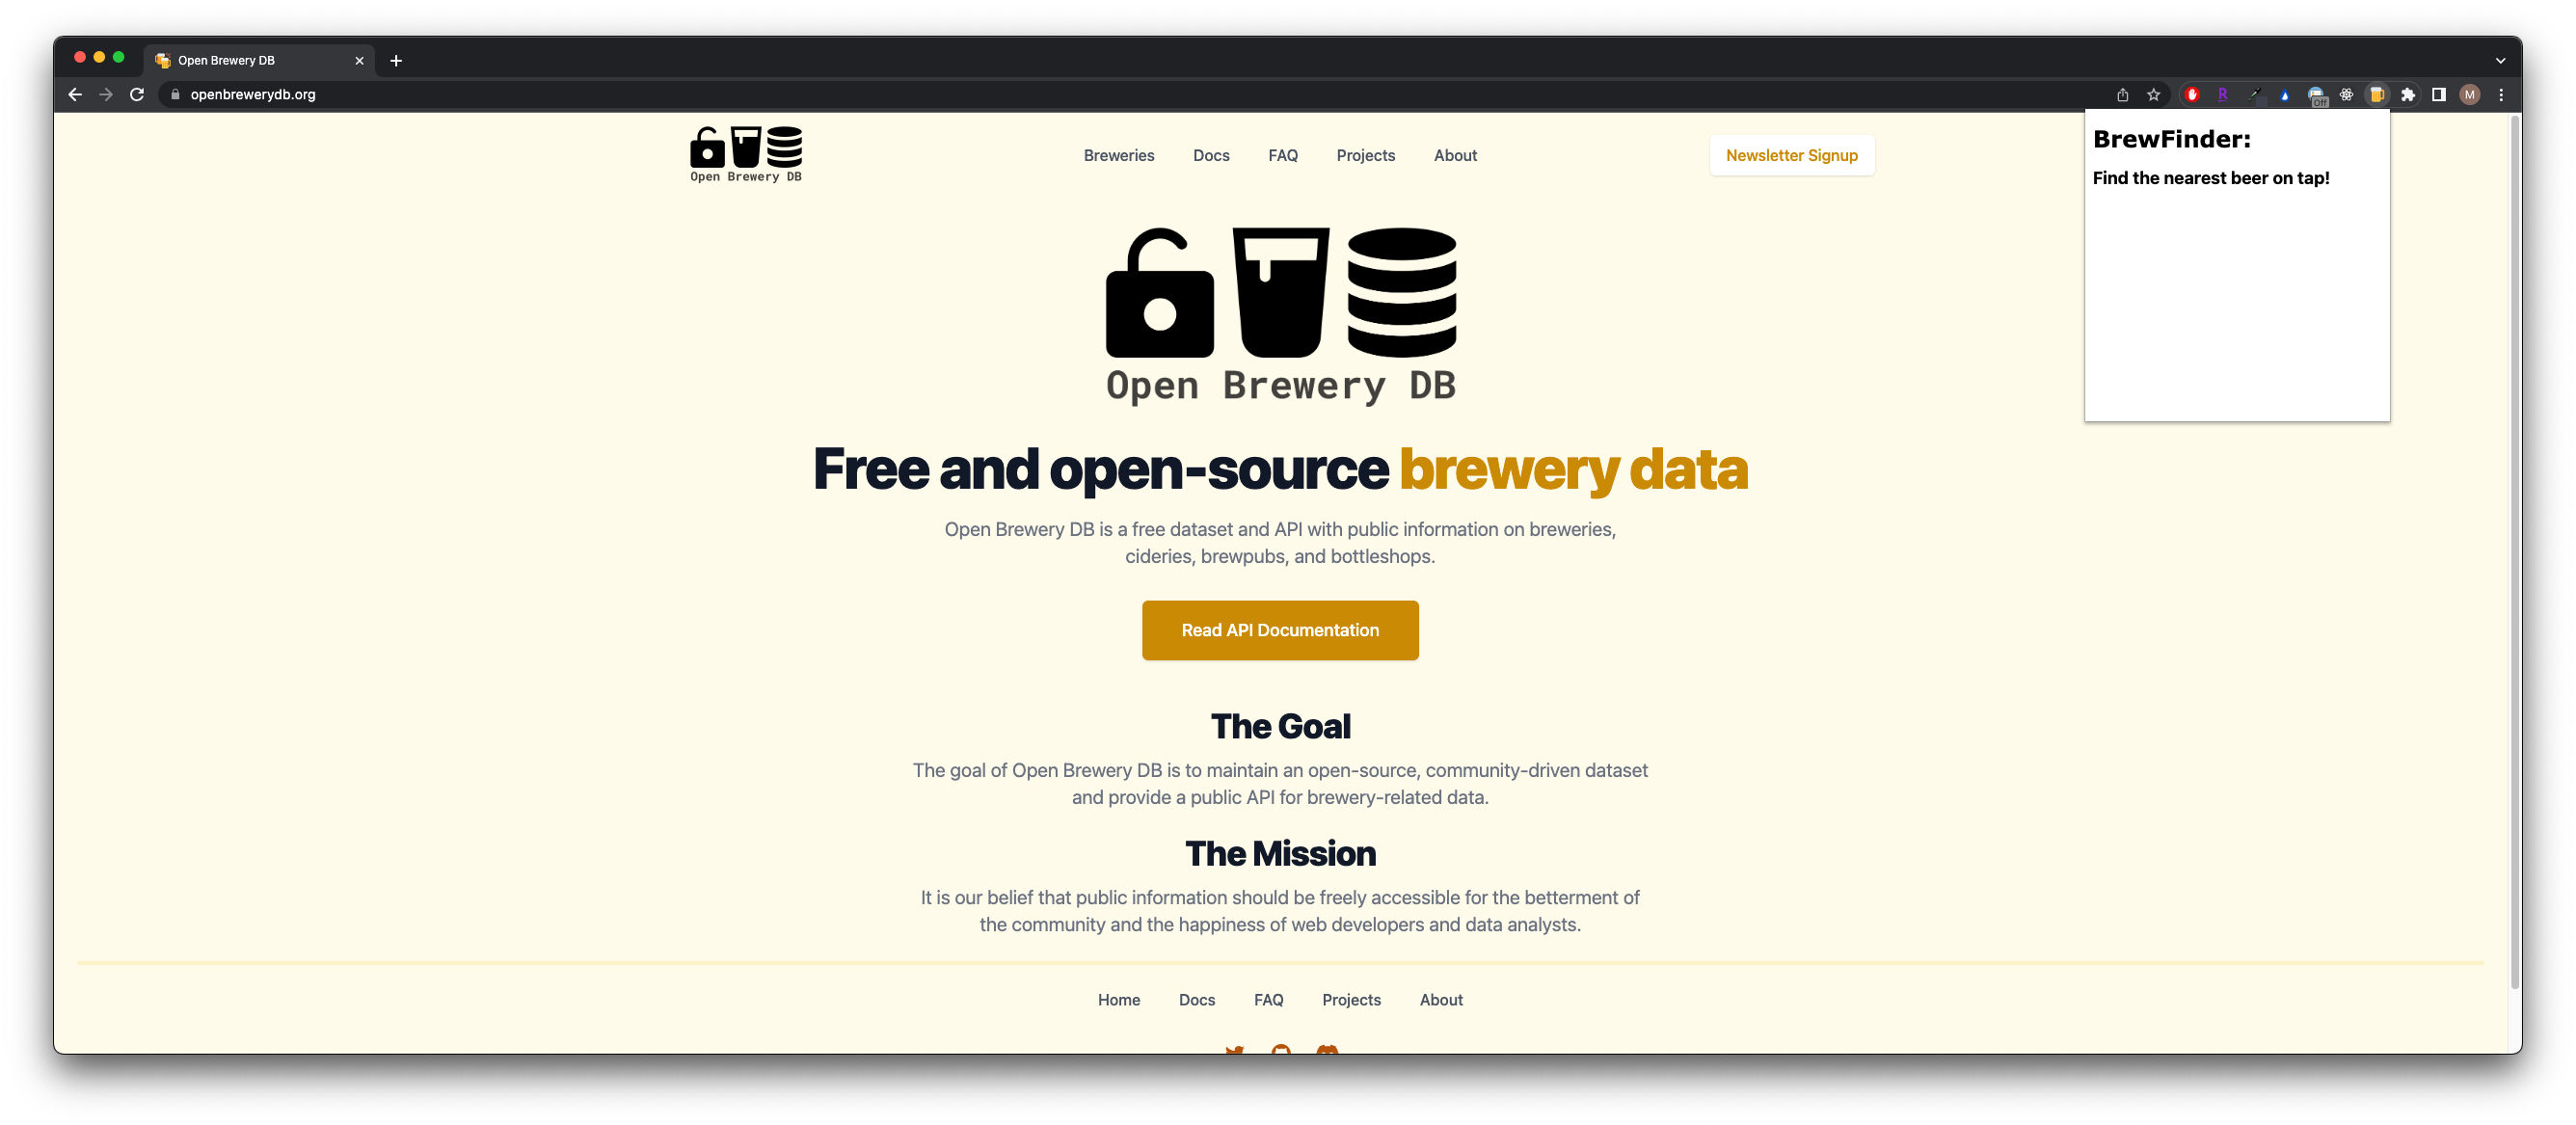 Open Brewery DB
openbrewerydb.org
Off
M
Open Brewery DB
Breweries Docs FAQ Projects About
Newsletter Signup
BrewFinder:
Find the nearest beer on tap!
Open Brewery DB
Free and open-source brewery data
Open Brewery DB is a free dataset and API with public information on breweries,
cideries, brewpubs, and bottleshops.
Read API Documentation
The Goal
The goal of Open Brewery DB is to maintain an open-source, community-driven dataset
and provide a public API for brewery-related data.
The Mission
It is our belief that public information should be freely accessible for the betterment of
the community and the happiness of web developers and data analysts.
Home Docs FAQ Projects About